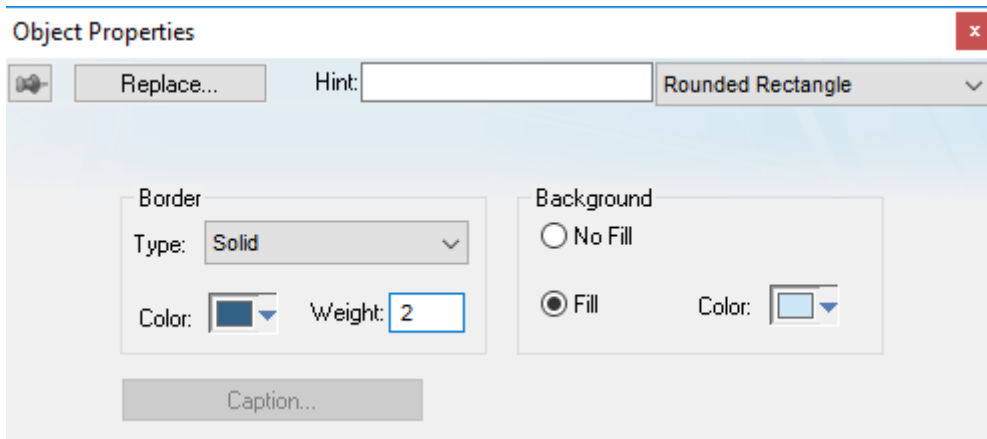 Object Properties
x
Replace... Hint: Rounded Rectangle
Border
Type: Solid
Color: Weight: 2
Background
No Fill
Fill Color:
Caption...